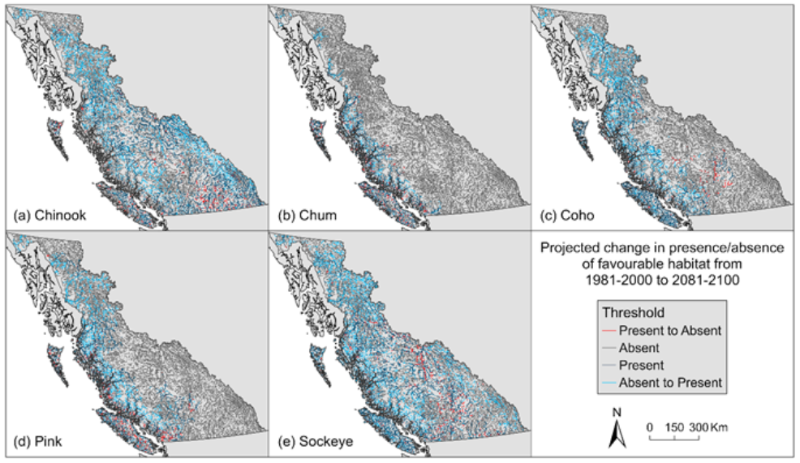 (a) Chinook
(b) Chum
(c) Coho
(d) Pink
(e) Sockeye
Projected change in presence/absence
of favourable habitat from
1981-2000 to 2081-2100
Threshold
Present to Absent
Absent
Present
Absent to Present
N
0 150 300 Km